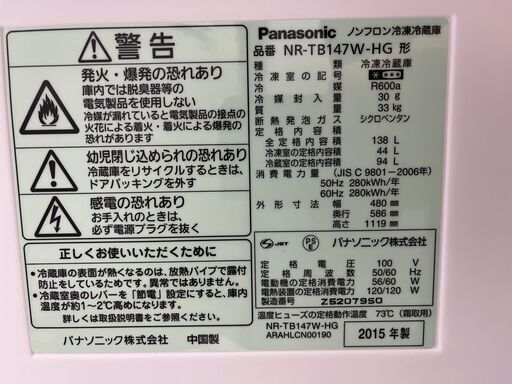 警告
発火・爆発の恐れあり
庫内では脱臭器等の
電気製品を使用しない
冷媒が漏れていると電気製品の接点の
火花による着火・着火による爆発の
恐れがあります
幼児閉じ込められの恐れあり
冷蔵庫をリサイクルするときは、
ドアパッキングを外す
感電の恐れあり
お手入れのときは、
必ず電源プラグを抜く
正しくお使いいただくために
●冷蔵庫の表面が熱くなるのは、放熱パイプで露付
防止をしているためです。異常ではありません。
●冷蔵室奥のレバーを「節電」設定にすると、庫内
温度が約1~2℃高めになります。
詳しくは取扱説明書をご覧ください。
パナソニック株式会社 中国製
Panasonic ノンフロン冷凍冷蔵庫
品番 NR-TB147W-HG 形
種類 冷凍冷蔵庫
冷凍室の記号
冷媒 R600a
冷媒封入量 30 g
質量 33 kg
断熱発泡ガス シクロペンタン
定格内容積
全定格内容積 138 L
冷凍室の定格内容積 44 L
冷蔵室の定格内容積 94 L
消費電力量 (JIS C 9801-2006年)
50Hz 280kWh/年
60Hz 280kWh/年
外形寸法 幅 480 mm
奥行 586 mm
高さ 1119 mm
JET PS E パナソニック株式会社
定格電圧 100 V
定格周波数 50/60 Hz
電動機の定格消費電力 56/60 W
電熱装置の定格消費電力 120/120 W
製造番号 ZS2079SO
温度ヒューズの定格動作温度 73℃(霜取用)
NR-TB147W-HG
ARAHLCN00190
2015 年製